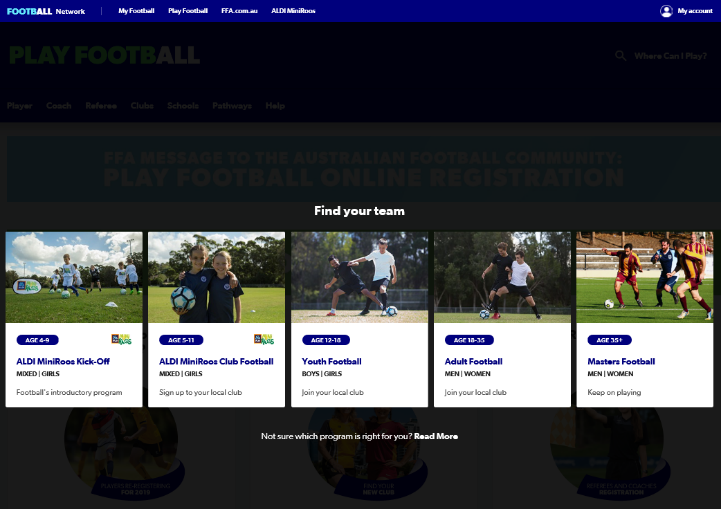 FOOTBALL Network
My Football
Play Football
FFA.com.au
ALDI MiniRoos
My account
PLAY FOOTBALL
Where Can I Play?
Player
Coach
Referee
Clubs
Schools
Pathways
Help
FFA MESSAGE TO THE AUSTRALIAN FOOTBALL COMMUNITY:
PLAY FOOTBALL ONLINE REGISTRATION
Find your team
AGE 4-9
ALDI MiniRoos Kick-Off
MIXED | GIRLS
Football's introductory program
AGE 5-11
ALDI MiniRoos Club Football
MIXED | GIRLS
Sign up to your local club
AGE 12-18
Youth Football
BOYS | GIRLS
Join your local club
AGE 18-35
Adult Football
MEN | WOMEN
Join your local club
AGE 35+
Masters Football
MEN | WOMEN
Keep on playing
Not sure which program is right for you? Read More
FIND YOUR
NEW CLUB
REFEREES AND COACHES
REGISTRATION